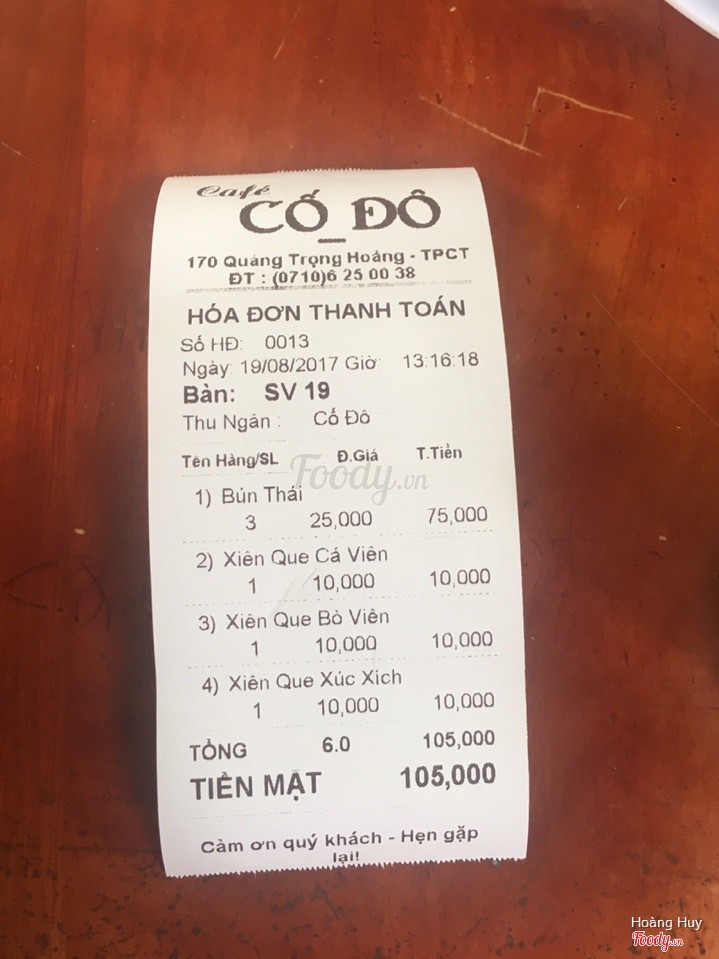 Café
CỐ_ĐÔ
170 Quảng Trọng Hoàng - TPCT
ĐT : (0710)6 25 00 38
HÓA ĐƠN THANH TOÁN
Số HĐ: 0013
Ngày: 19/08/2017 Giờ: 13:16:18
Bàn: SV 19
Thu Ngân : Cố Đô
Tên Hàng/SL Đ.Giá T.Tiền
Foody.vn
1) Bún Thái
3 25,000 75,000
2) Xiên Que Cá Viên
1 10,000 10,000
3) Xiên Que Bò Viên
1 10,000 10,000
4) Xiên Que Xúc Xích
1 10,000 10,000
TỔNG 6.0 105,000
TIỀN MẶT 105,000
Cảm ơn quý khách - Hẹn gặp
lại!
Hoàng Huy
Foody.vn